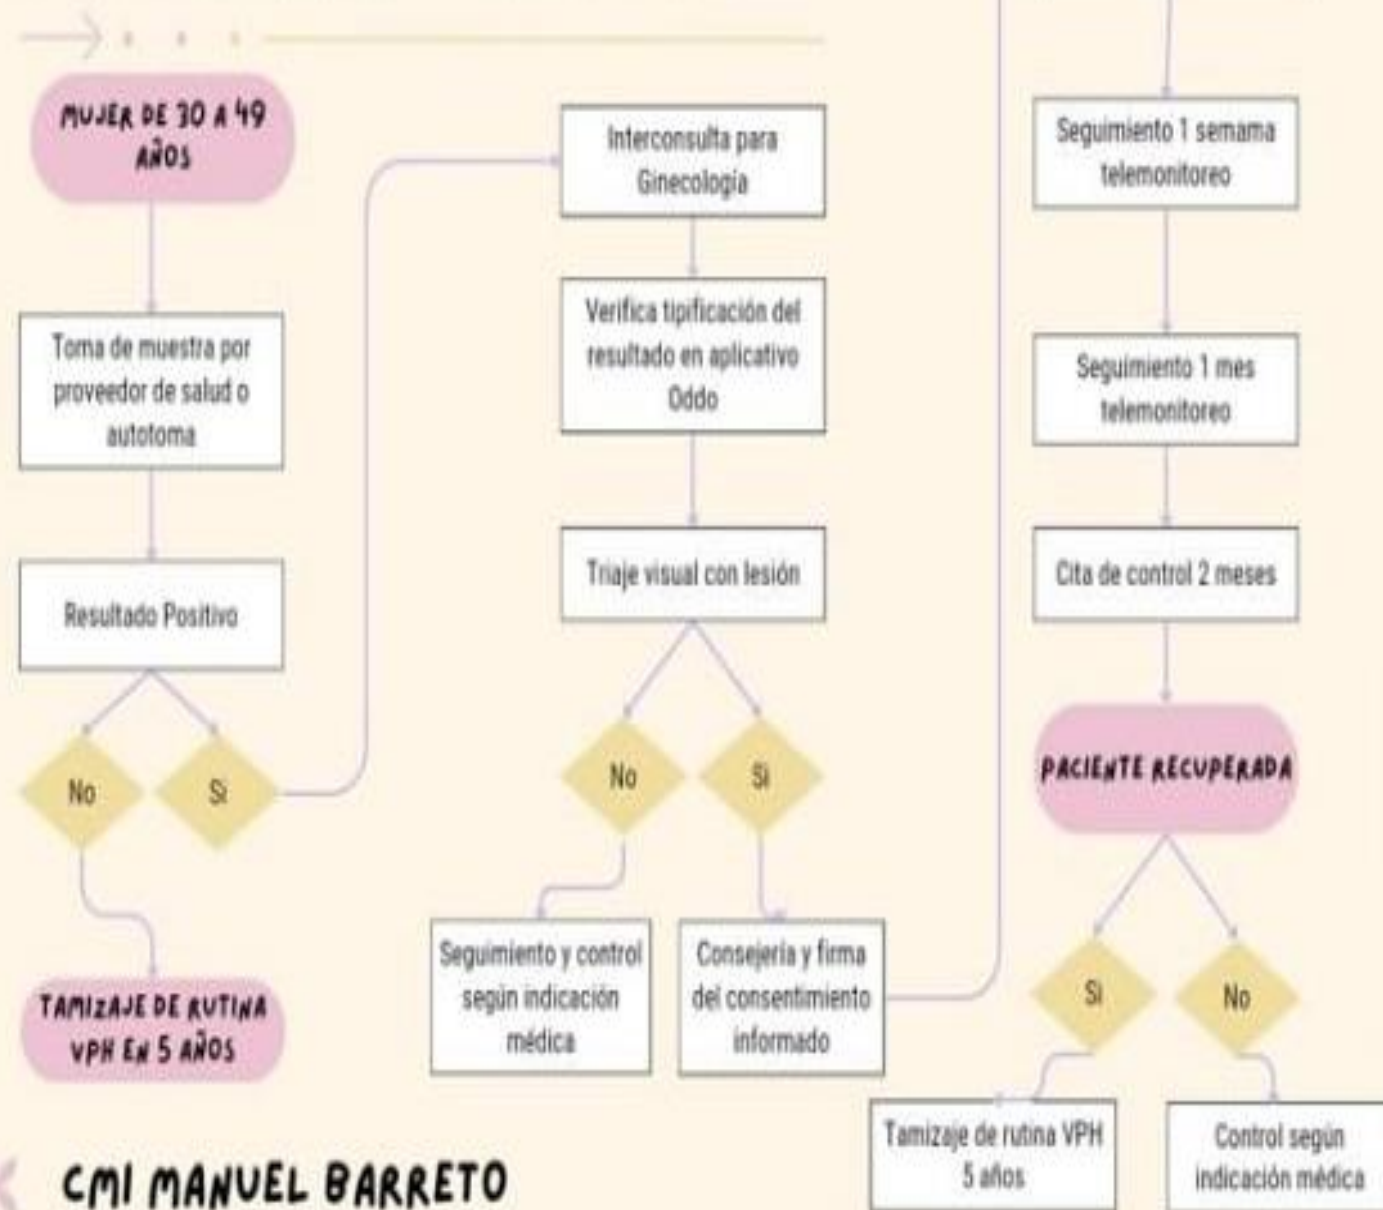 MUJER DE 30 A 49
AÑOS
Toma de muestra por
proveedor de salud o
autotoma
Resultado Positivo
No
Si
TAMIZAJE DE RUTINA
VPH EN 5 AÑOS
Interconsulta para
Ginecología
Verifica tipificación del
resultado en aplicativo
Oddo
Triaje visual con lesión
No
Si
Seguimiento y control
según indicación
médica
Consejería y firma
del consentimiento
informado
Seguimiento 1 semama
telemonitoreo
Seguimiento 1 mes
telemonitoreo
Cita de control 2 meses
PACIENTE RECUPERADA
Si
No
Tamizaje de rutina VPH
5 años
Control según
indicación médica
CMI MANUEL BARRETO